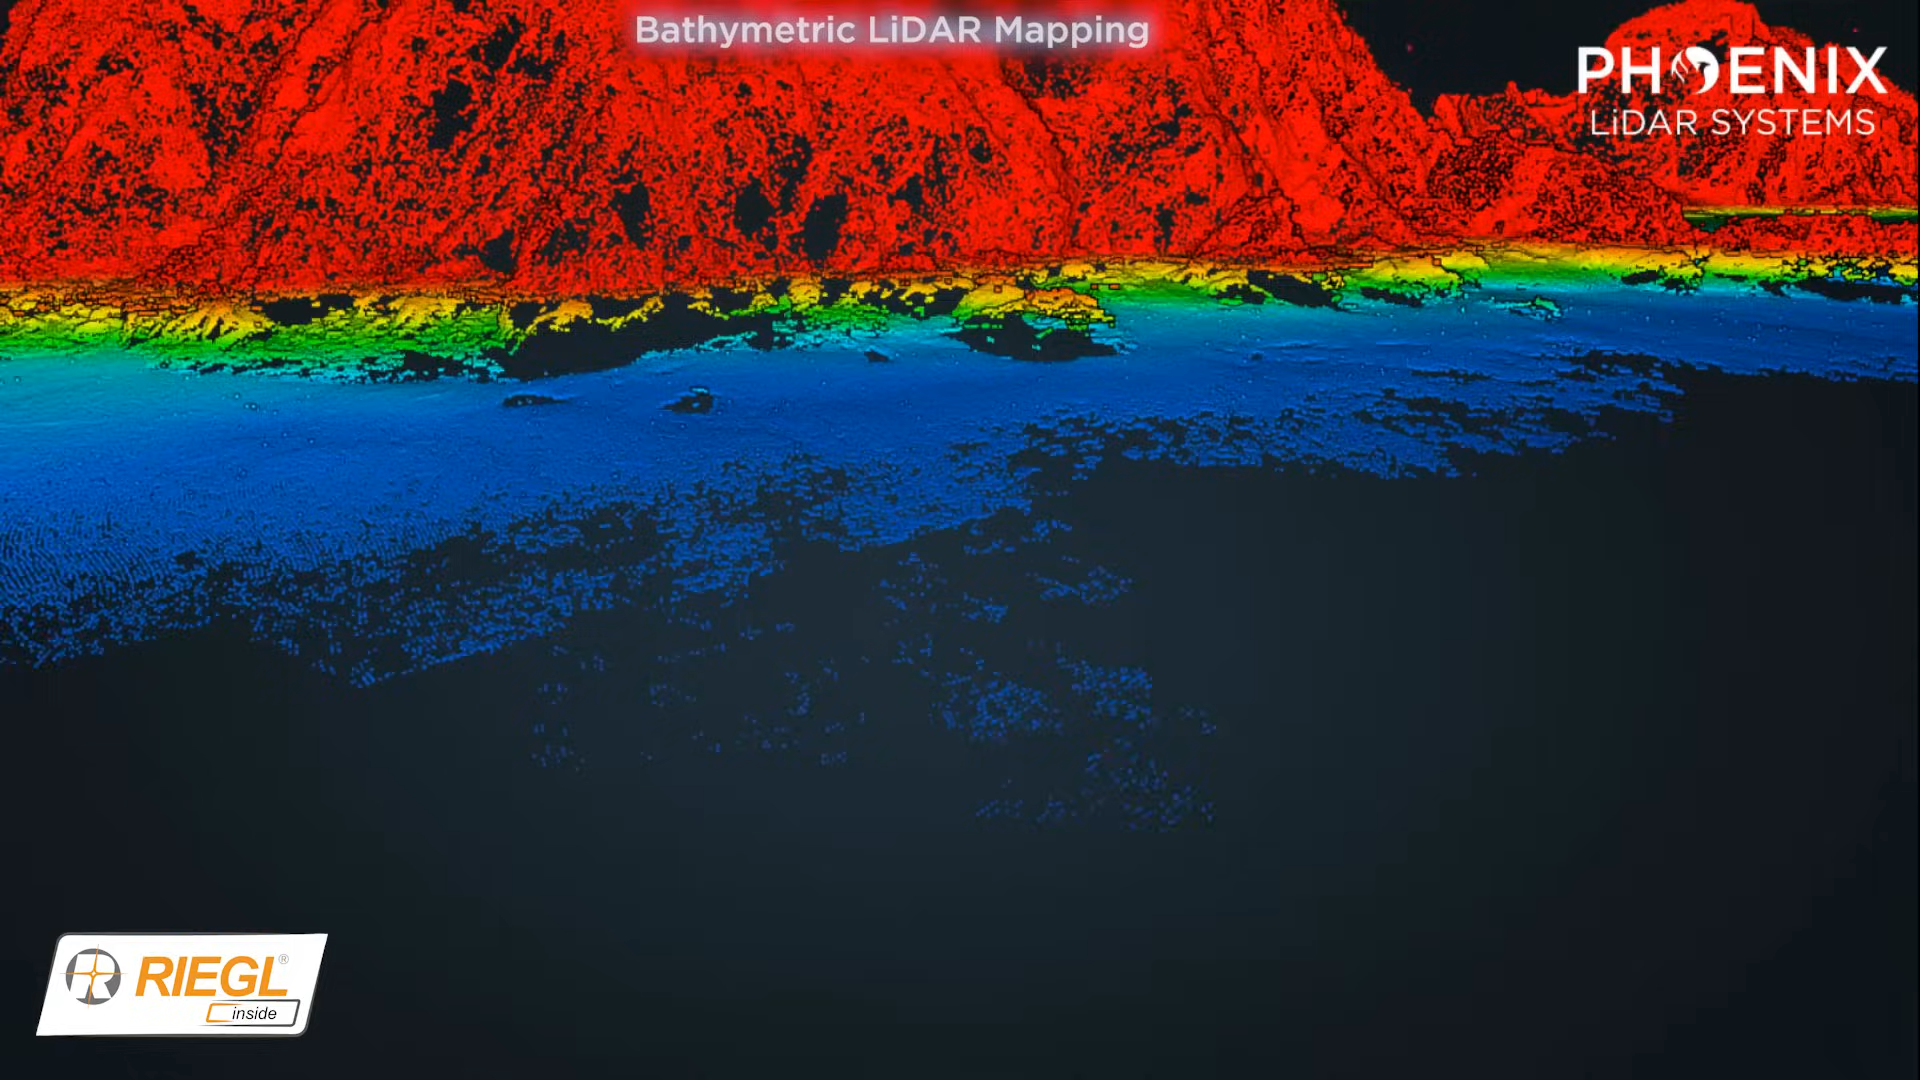 Bathymetric LiDAR Mapping
PHOENIX
LiDAR SYSTEMS
RIEGL®
inside